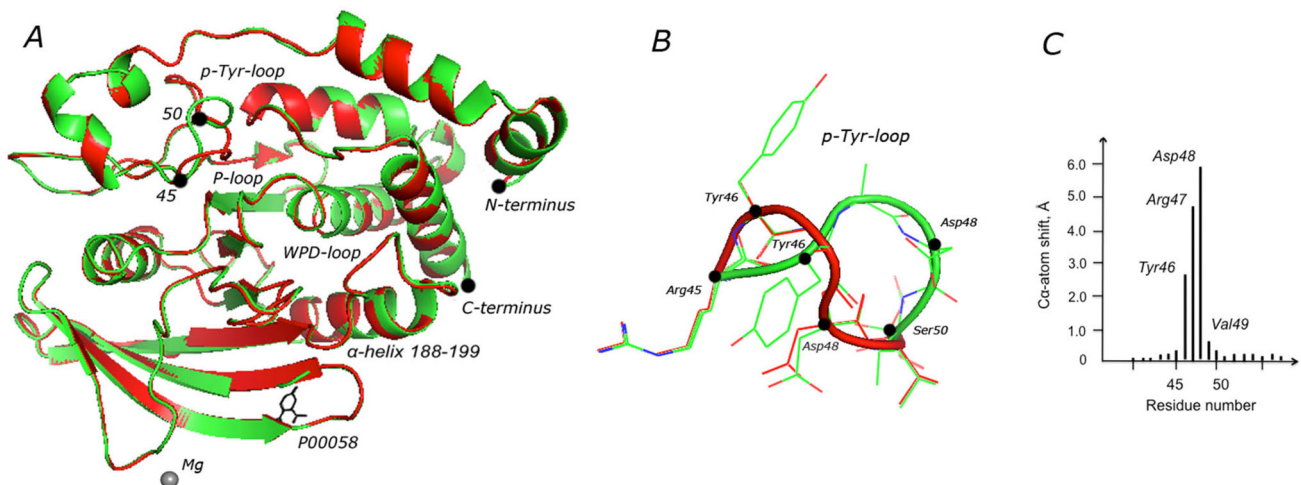 A
p-Tyr-loop
50
45
P-loop
N-terminus
WPD-loop
C-terminus
α-helix 188-199
P00058
Mg
B
p-Tyr-loop
Tyr46
Tyr46
Asp48
Arg45
Asp48
Ser50
C
Cα-atom shift, Å
6.0
5.0
4.0
3.0
2.0
1.0
0
Asp48
Arg47
Tyr46
Val49
45 50
Residue number